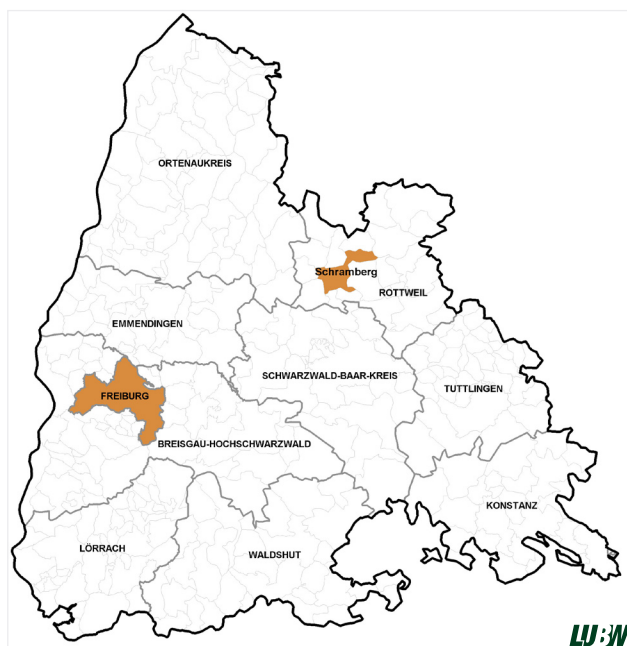 ORTENAUKREIS
Schramberg
ROTTWEIL
EMMENDINGEN
SCHWARZWALD-BAAR-KREIS
TUTTLINGEN
FREIBURG
BREISGAU-HOCHSCHWARZWALD
KONSTANZ
LÖRRACH
WALDSHUT
LUBW